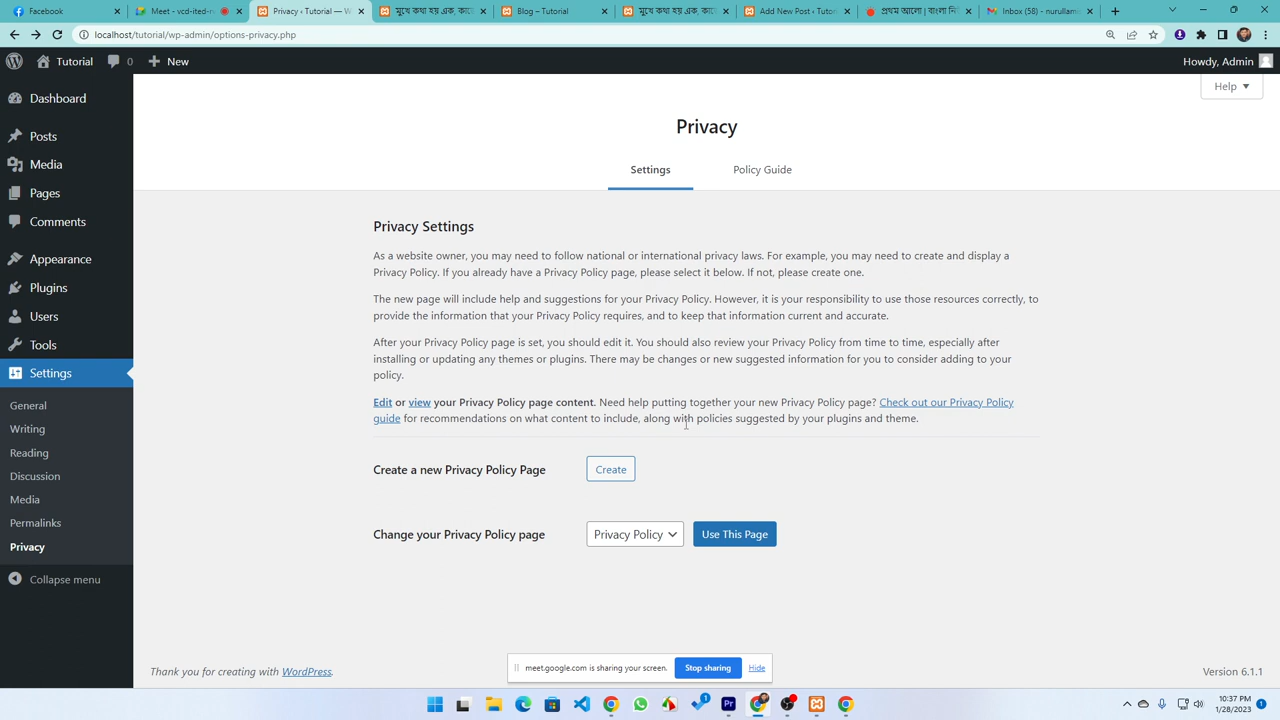 Facebook
Meet - vcd-ited-n
Privacy ‹ Tutorial — W
মুখে কথা হয় এক, কাজে
Blog – Tutorial
মুখে কথা হয় এক, কাজে
Add New Post ‹ Tutori
প্রথম আলো | বাংলা নি
Inbox (58) - nurullam
localhost/tutorial/wp-admin/options-privacy.php
Tutorial
0
New
Howdy, Admin
Help
Privacy
Settings
Policy Guide
Dashboard
Posts
Media
Pages
Comments
Appearance
Plugins
Users
Tools
Settings
General
Writing
Reading
Discussion
Media
Permalinks
Privacy
Collapse menu
Privacy Settings
As a website owner, you may need to follow national or international privacy laws. For example, you may need to create and display a
Privacy Policy. If you already have a Privacy Policy page, please select it below. If not, please create one.
The new page will include help and suggestions for your Privacy Policy. However, it is your responsibility to use those resources correctly, to
provide the information that your Privacy Policy requires, and to keep that information current and accurate.
After your Privacy Policy page is set, you should edit it. You should also review your Privacy Policy from time to time, especially after
installing or updating any themes or plugins. There may be changes or new suggested information for you to consider adding to your
policy.
Edit or view your Privacy Policy page content. Need help putting together your new Privacy Policy page? Check out our Privacy Policy
guide for recommendations on what content to include, along with policies suggested by your plugins and theme.
Create a new Privacy Policy Page
Create
Change your Privacy Policy page
Privacy Policy
Use This Page
Thank you for creating with WordPress.
Version 6.1.1
meet.google.com is sharing your screen.
Stop sharing
Hide
1
Pr
10:37 PM
1/28/2023
1